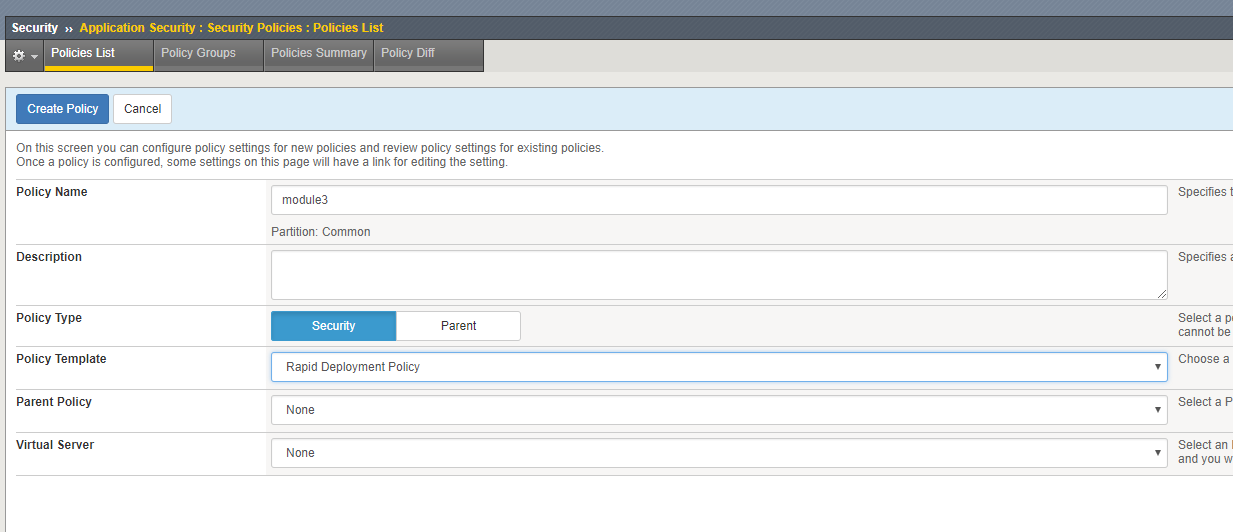 Security ›› Application Security : Security Policies : Policies List
Policies List Policy Groups Policies Summary Policy Diff
Create Policy Cancel
On this screen you can configure policy settings for new policies and review policy settings for existing policies.
Once a policy is configured, some settings on this page will have a link for editing the setting.
Policy Name module3 Specifies t
Partition: Common
Description Specifies a
Policy Type Security Parent Select a p
cannot be
Policy Template Rapid Deployment Policy Choose a
Parent Policy None Select a P
Virtual Server None Select an
and you w